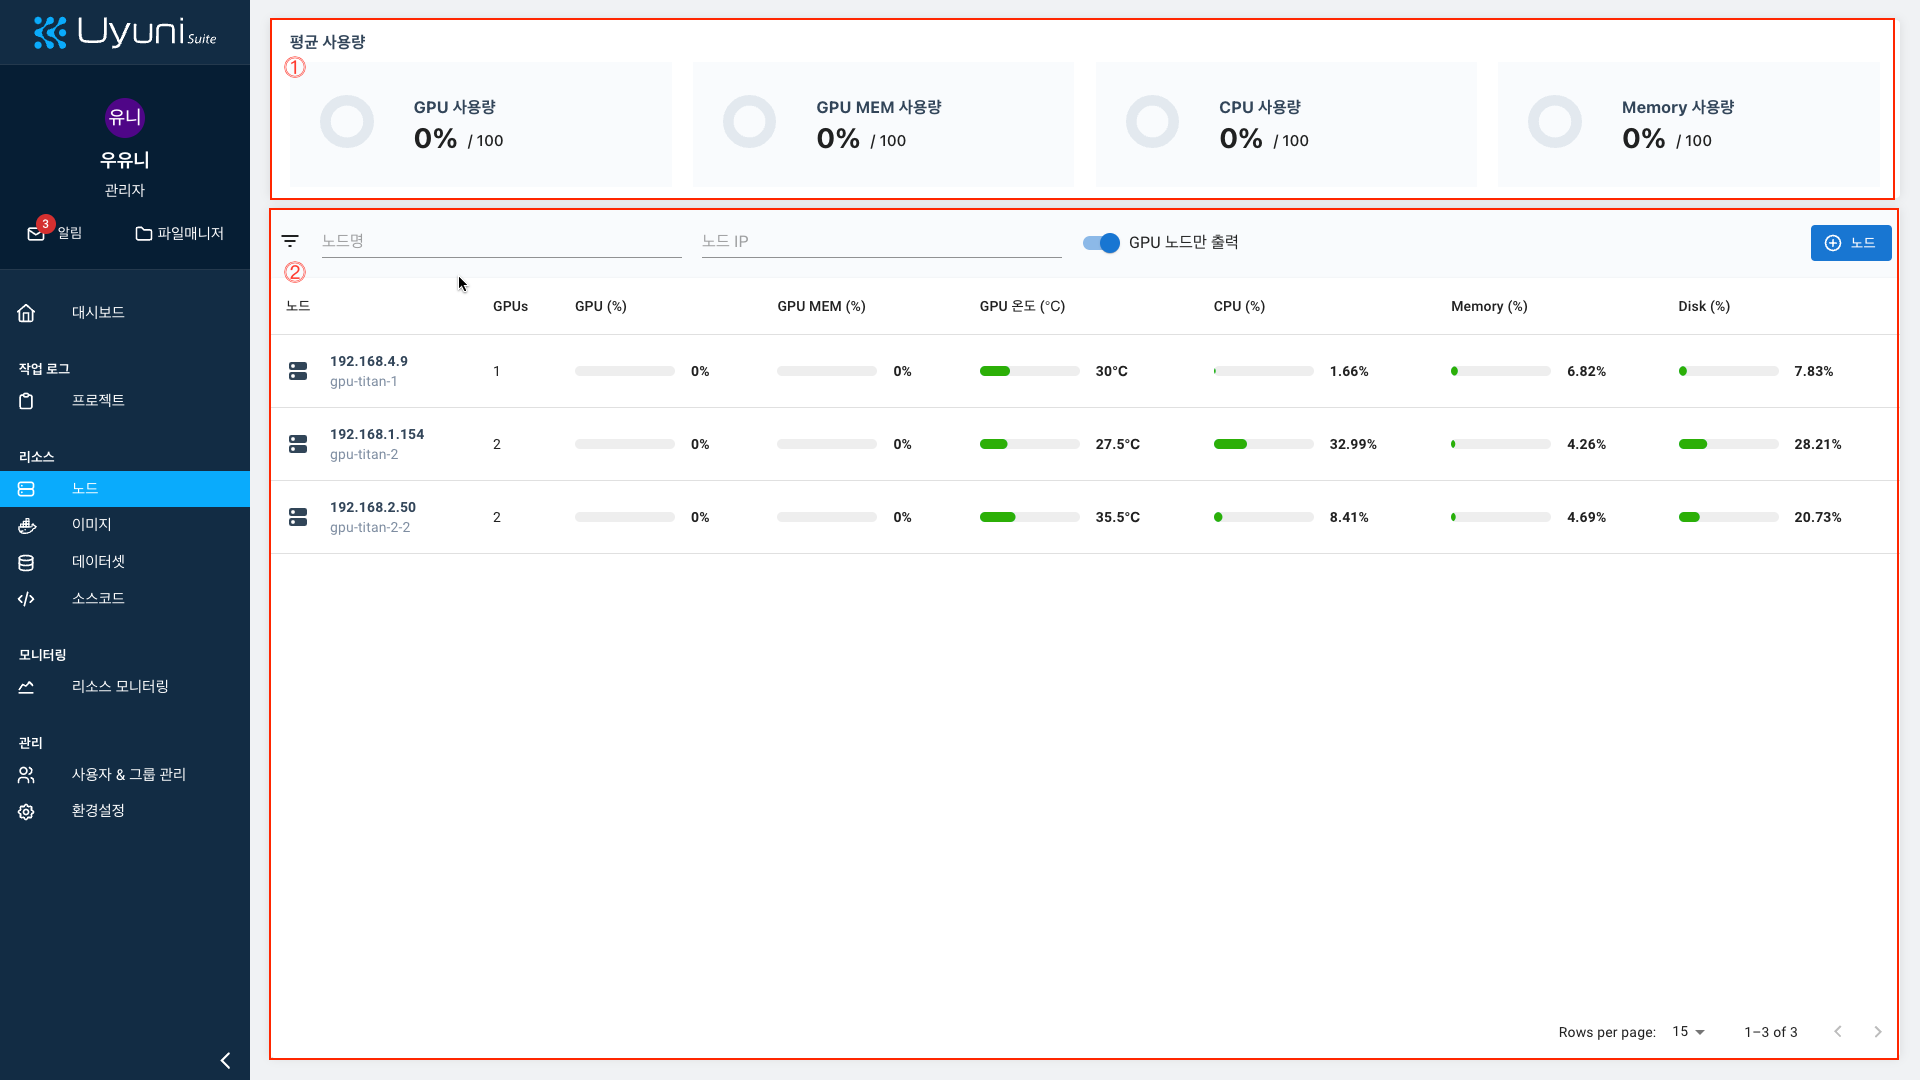 Uyuni Suite
유니
우유니
관리자
3
알림
파일매니저
대시보드
작업 로그
프로젝트
리소스
노드
이미지
데이터셋
소스코드
모니터링
리소스 모니터링
관리
사용자 & 그룹 관리
환경설정
평균 사용량
①
GPU 사용량
0% / 100
GPU MEM 사용량
0% / 100
CPU 사용량
0% / 100
Memory 사용량
0% / 100
노드명 노드 IP GPU 노드만 출력 노드
②
노드 GPUs GPU (%) GPU MEM (%) GPU 온도 (℃) CPU (%) Memory (%) Disk (%)
192.168.4.9
gpu-titan-1
1 0% 0% 30°C 1.66% 6.82% 7.83%
192.168.1.154
gpu-titan-2
2 0% 0% 27.5°C 32.99% 4.26% 28.21%
192.168.2.50
gpu-titan-2-2
2 0% 0% 35.5°C 8.41% 4.69% 20.73%
Rows per page: 15 1–3 of 3